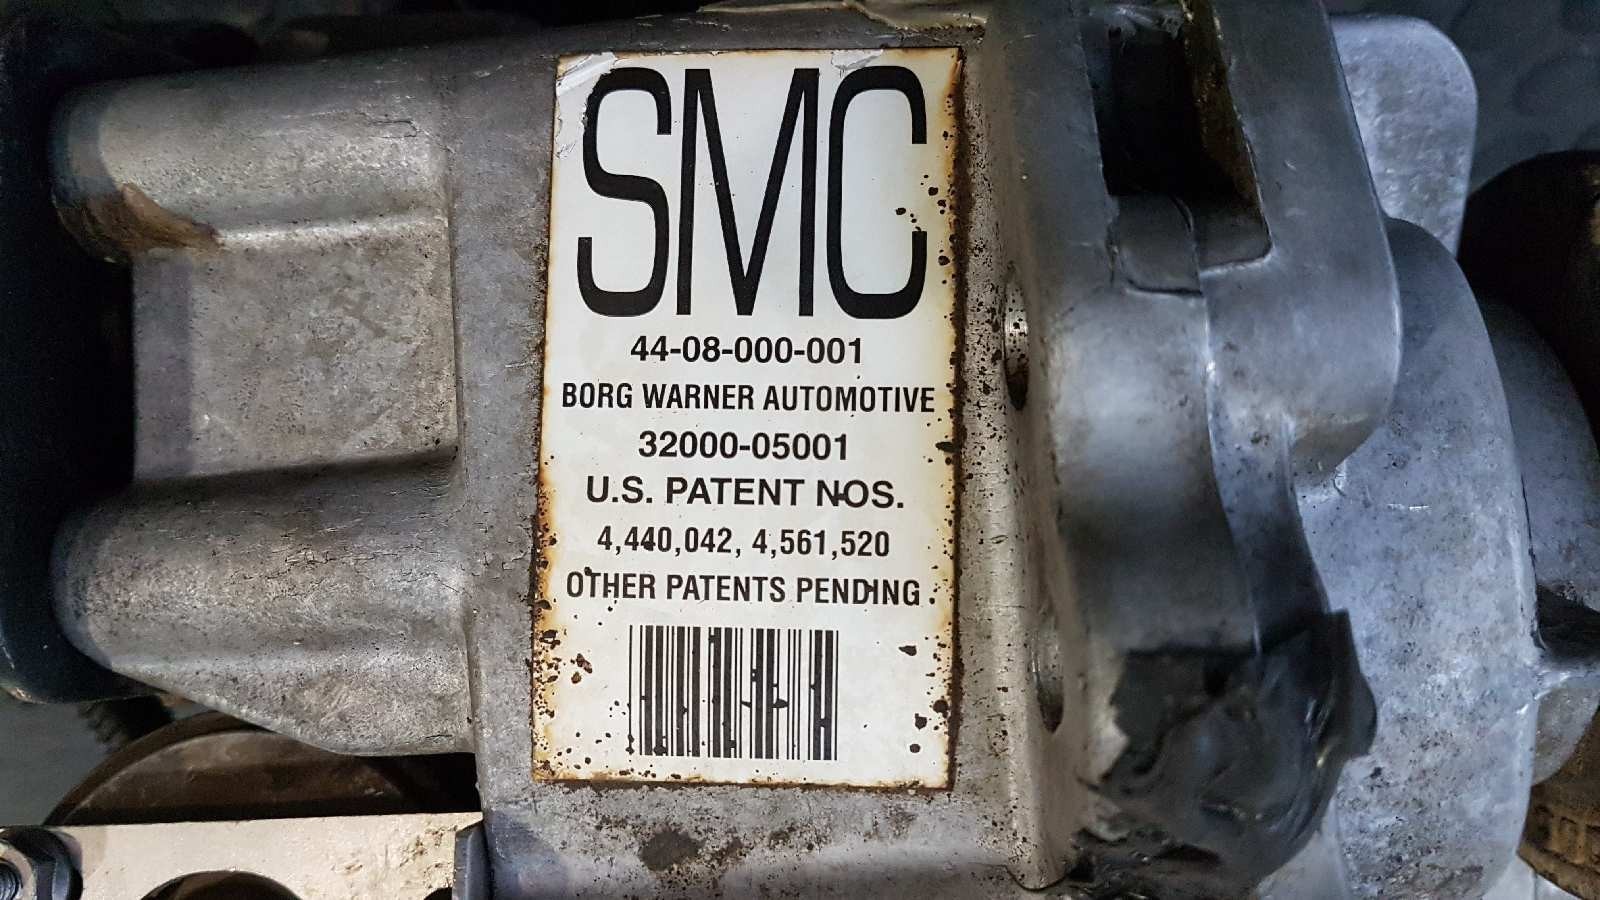 SMC
44-08-000-001
BORG WARNER AUTOMOTIVE
32000-05001
U.S. PATENT NOS.
4,440,042, 4,561,520
OTHER PATENTS PENDING.